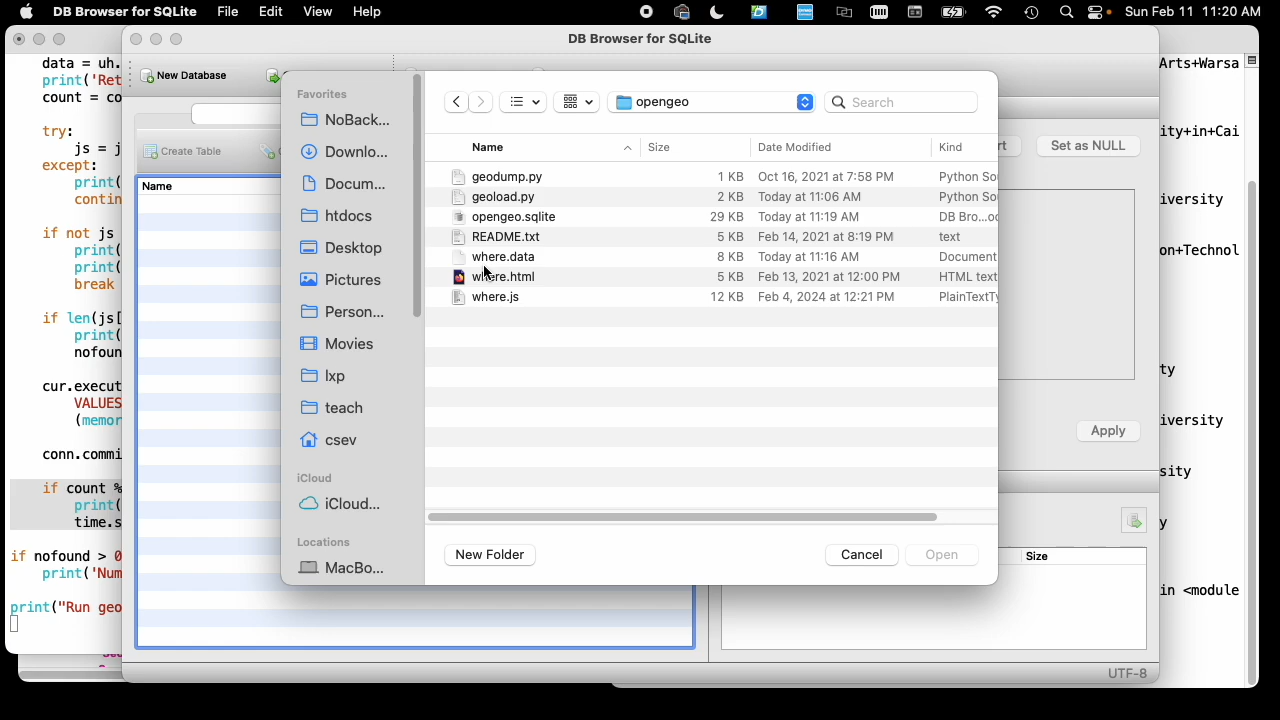 DB Browser for SQLite File Edit View Help Sun Feb 11 11:20 AM
DB Browser for SQLite
data = uh.
print('Ret
count = co
try:
js = j
except:
print(
contin
if not js
print(
print(
break
if len(js[
print(
nofoun
cur.execut
VALUES
(memor
conn.commi
if count %
print(
time.s
if nofound > 0
print('Num
print("Run geo
New Database
Create Table
Name
Favorites
NoBack...
Downlo...
Docum...
htdocs
Desktop
Pictures
Person...
Movies
lxp
teach
csev
iCloud
iCloud...
Locations
MacBo...
opengeo
Search
Name Size Date Modified Kind
geodump.py 1 KB Oct 16, 2021 at 7:58 PM Python So
geoload.py 2 KB Today at 11:06 AM Python So
opengeo.sqlite 29 KB Today at 11:19 AM DB Bro...oc
README.txt 5 KB Feb 14, 2021 at 8:19 PM text
where.data 8 KB Today at 11:16 AM Document
where.html 5 KB Feb 13, 2021 at 12:00 PM HTML text
where.js 12 KB Feb 4, 2024 at 12:21 PM PlainTextTy
New Folder Cancel Open
rt Set as NULL
Apply
Size
UTF-8
Arts+Warsa
ity+in+Cai
iversity
on+Technol
ty
iversity
sity
y
in <module